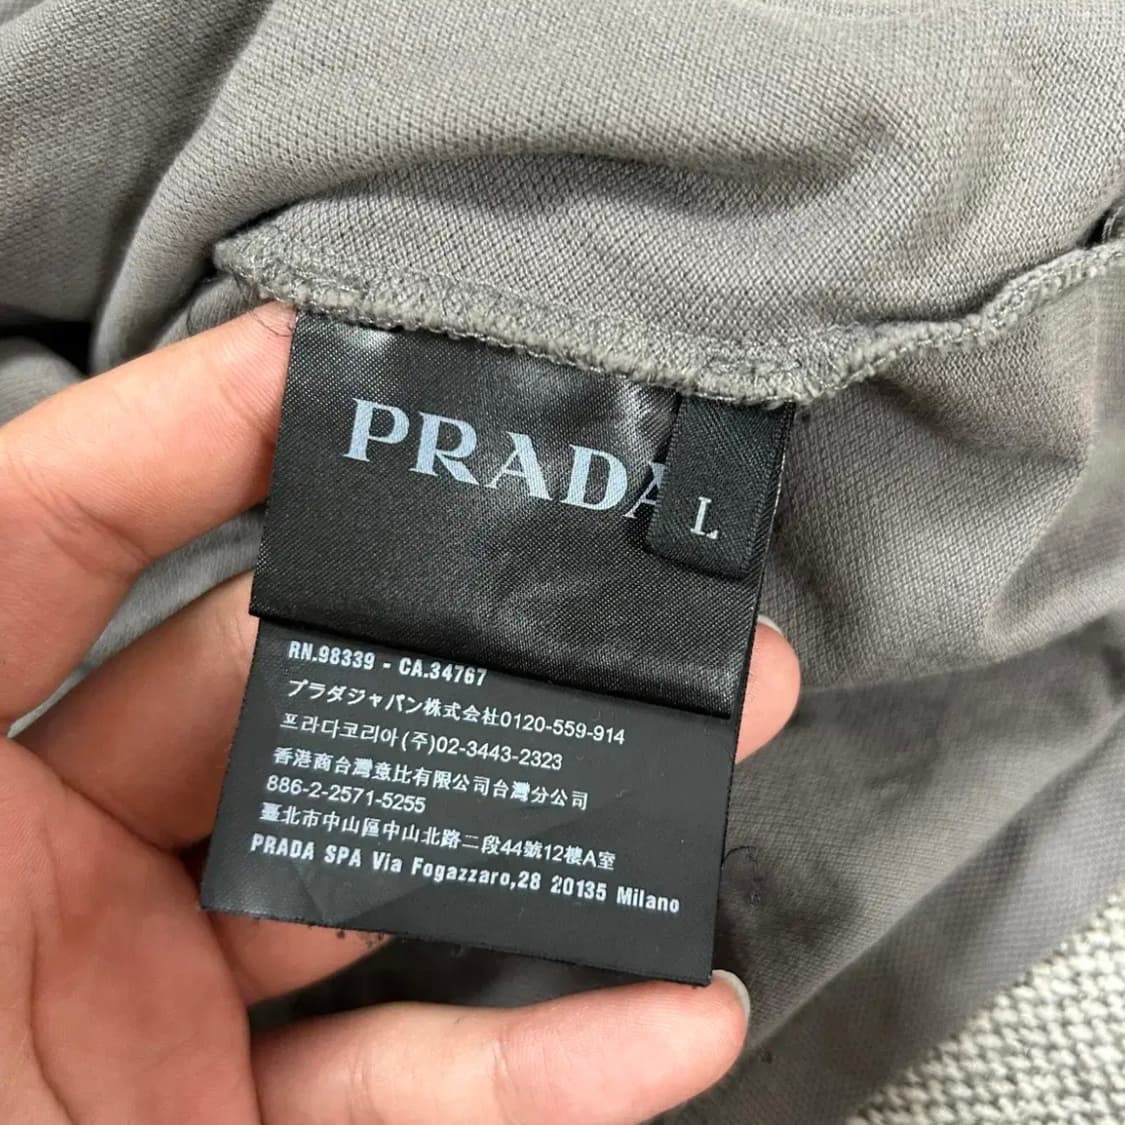 PRADA
L
RN.98339 - CA.34767
プラダジャパン株式会社0120-559-914
프라다코리아(주)02-3443-2323
香港商台灣意比有限公司台灣分公司
886-2-2571-5255
臺北市中山區中山北路二段44號12樓A室
PRADA SPA Via Fogazzaro,28 20135 Milano